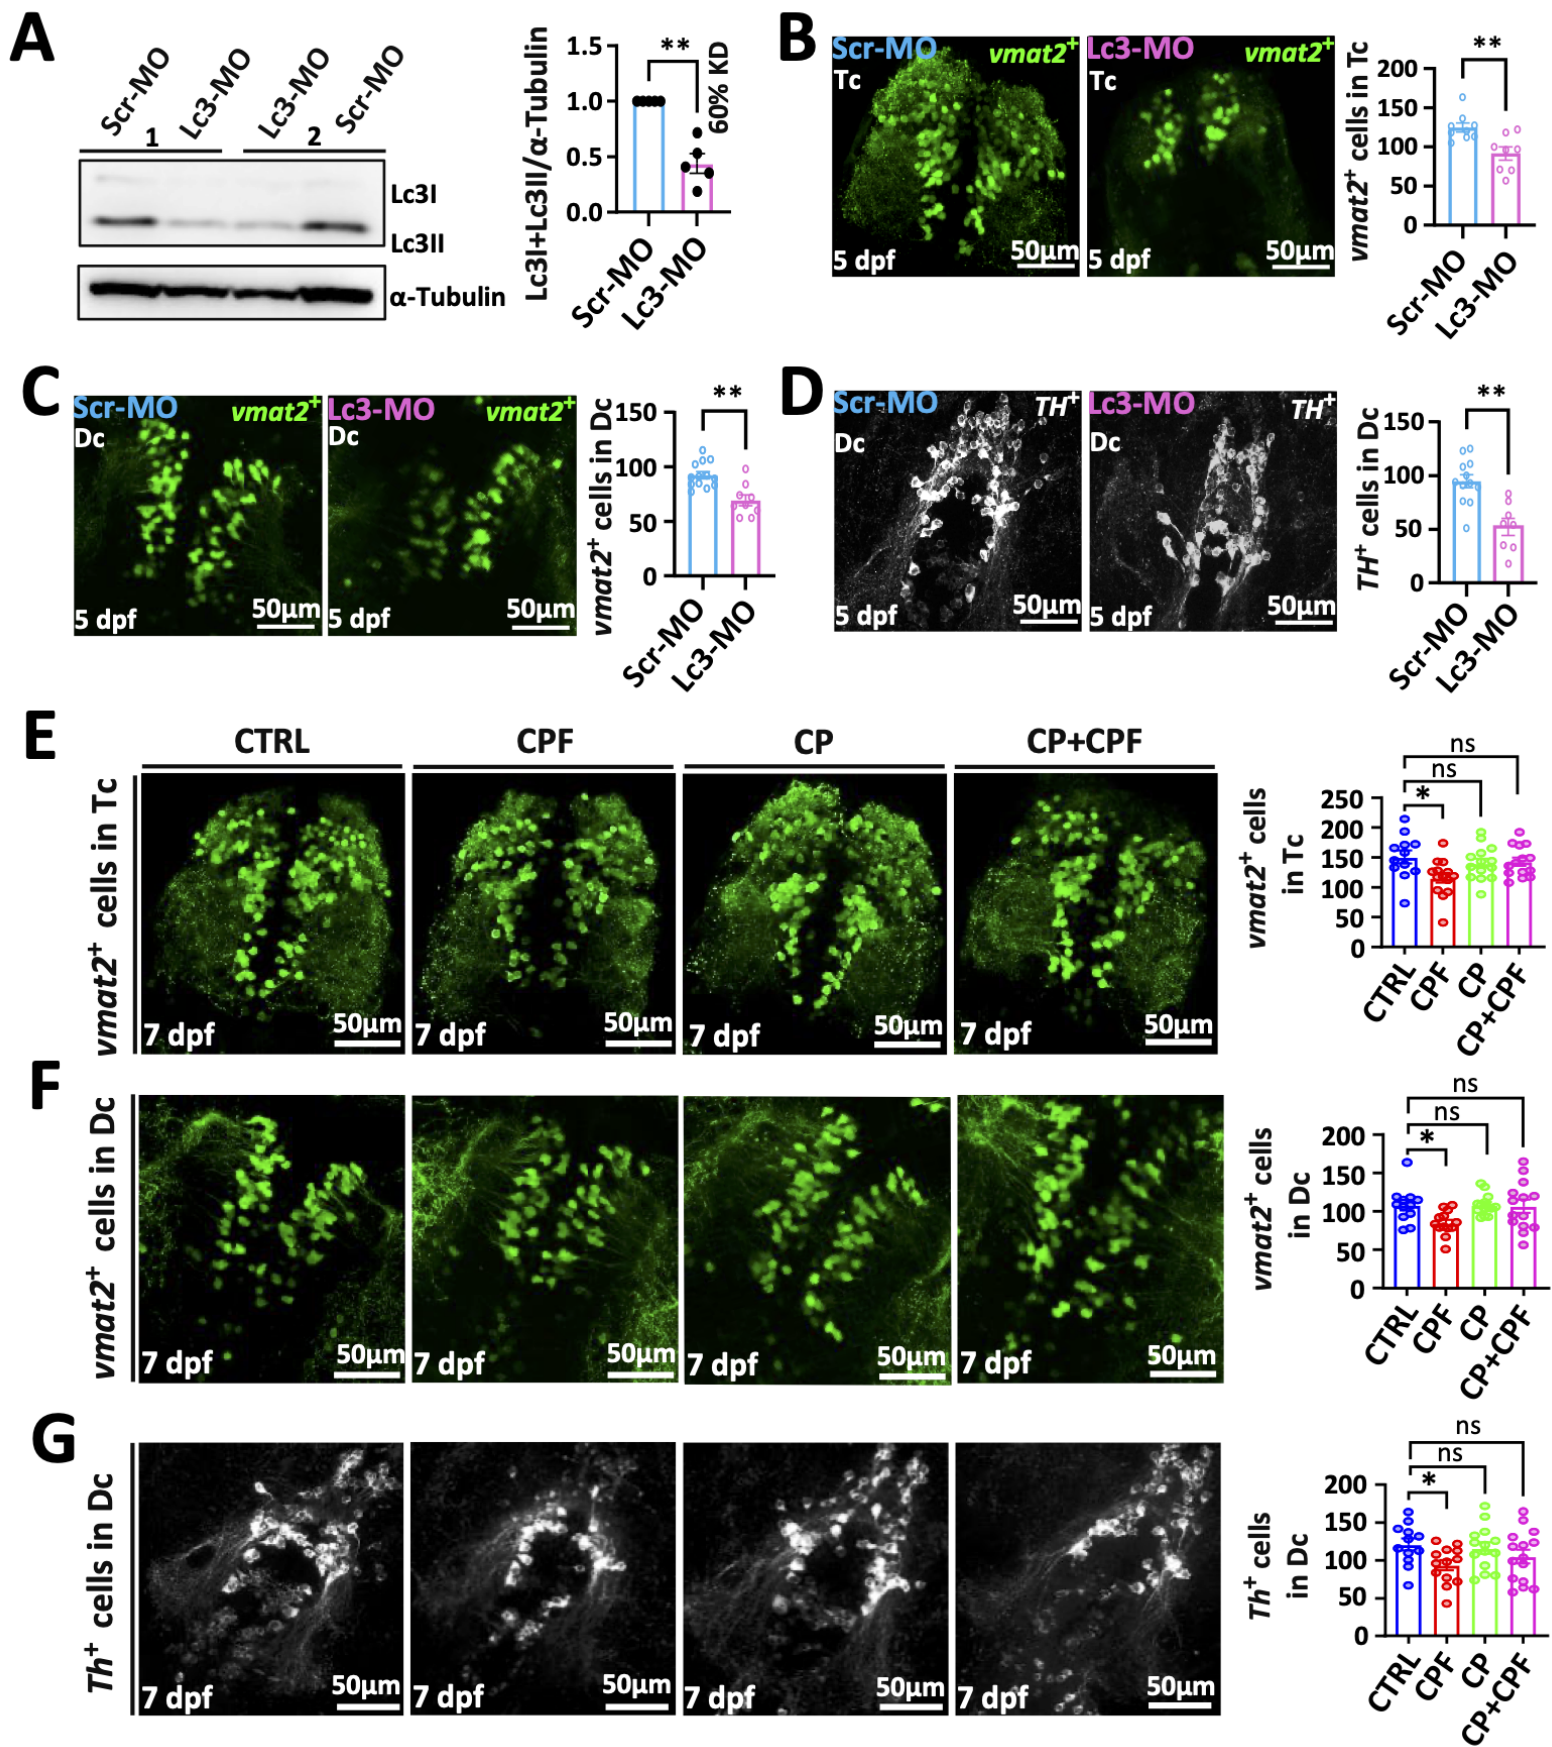 A
Scr-MO
Lc3-MO
Lc3-MO
Scr-MO
1
2
Lc3I
Lc3II
α-Tubulin
Lc3I+Lc3II/α-Tubulin
1.5
1.0
0.5
0.0
**
60% KD
Scr-MO
Lc3-MO
B
Scr-MO
vmat2+
Tc
5 dpf
50µm
Lc3-MO
vmat2+
Tc
5 dpf
50µm
vmat2+ cells in Tc
200
150
100
50
0
**
Scr-MO
Lc3-MO
C
Scr-MO
vmat2+
Dc
5 dpf
50µm
Lc3-MO
vmat2+
Dc
5 dpf
50µm
vmat2+ cells in Dc
150
100
50
0
**
Scr-MO
Lc3-MO
D
Scr-MO
TH+
Dc
5 dpf
50µm
Lc3-MO
TH+
Dc
5 dpf
50µm
TH+ cells in Dc
150
100
50
0
**
Scr-MO
Lc3-MO
E
CTRL
CPF
CP
CP+CPF
vmat2+ cells in Tc
7 dpf
50µm
7 dpf
50µm
7 dpf
50µm
7 dpf
50µm
vmat2+ cells
in Tc
250
200
150
100
50
0
ns
ns
*
CTRL
CPF
CP
CP+CPF
F
vmat2+ cells in Dc
7 dpf
50µm
7 dpf
50µm
7 dpf
50µm
7 dpf
50µm
vmat2+ cells
in Dc
200
150
100
50
0
ns
ns
*
CTRL
CPF
CP
CP+CPF
G
Th+ cells in Dc
7 dpf
50µm
7 dpf
50µm
7 dpf
50µm
7 dpf
50µm
Th+ cells
in Dc
200
150
100
50
0
ns
ns
*
CTRL
CPF
CP
CP+CPF